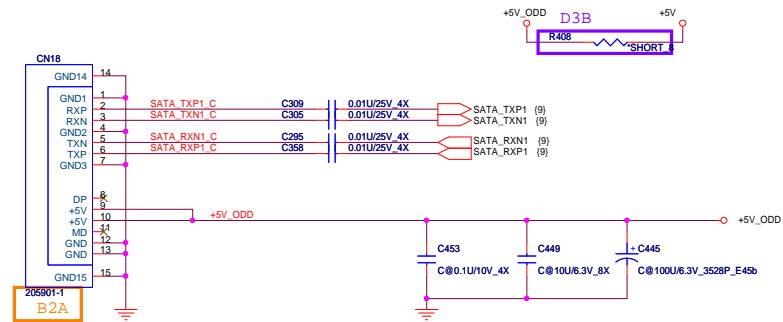 +5V_ODD
D3B
+5V
R408
*SHORT_8
CN18
GND14
14
GND1
1
RXP
2
SATA_TXP1_C
C309
0.01U/25V_4X
SATA_TXP1 {9}
RXN
3
SATA_TXN1_C
C305
0.01U/25V_4X
SATA_TXN1 {9}
GND2
4
TXN
5
SATA_RXN1_C
C295
0.01U/25V_4X
SATA_RXN1 {9}
TXP
6
SATA_RXP1_C
C358
0.01U/25V_4X
SATA_RXP1 {9}
GND3
7
DP
8
+5V
9
+5V
10
+5V_ODD
+5V_ODD
MD
11
GND
12
GND
13
GND15
15
C453
C@0.1U/10V_4X
C449
C@10U/6.3V_8X
+
C445
C@100U/6.3V_3528P_E45b
205901-1
B2A